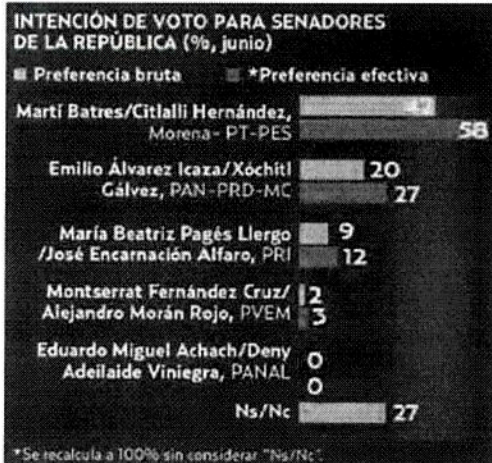 INTENCIÓN DE VOTO PARA SENADORES
DE LA REPÚBLICA (%, junio)
Preferencia bruta *Preferencia efectiva
Martí Batres/Citlalli Hernández,
Morena- PT-PES
42
58
Emilio Álvarez Icaza/Xóchitl
Gálvez, PAN-PRD-MC
20
27
María Beatriz Pagés Llergo
/José Encarnación Alfaro, PRI
9
12
Montserrat Fernández Cruz/
Alejandro Morán Rojo, PVEM
2
3
Eduardo Miguel Achach/Deny
Adeilaide Viniegra, PANAL
0
0
Ns/Nc 27
*Se recalcula a 100% sin considerar "Ns/Nc".